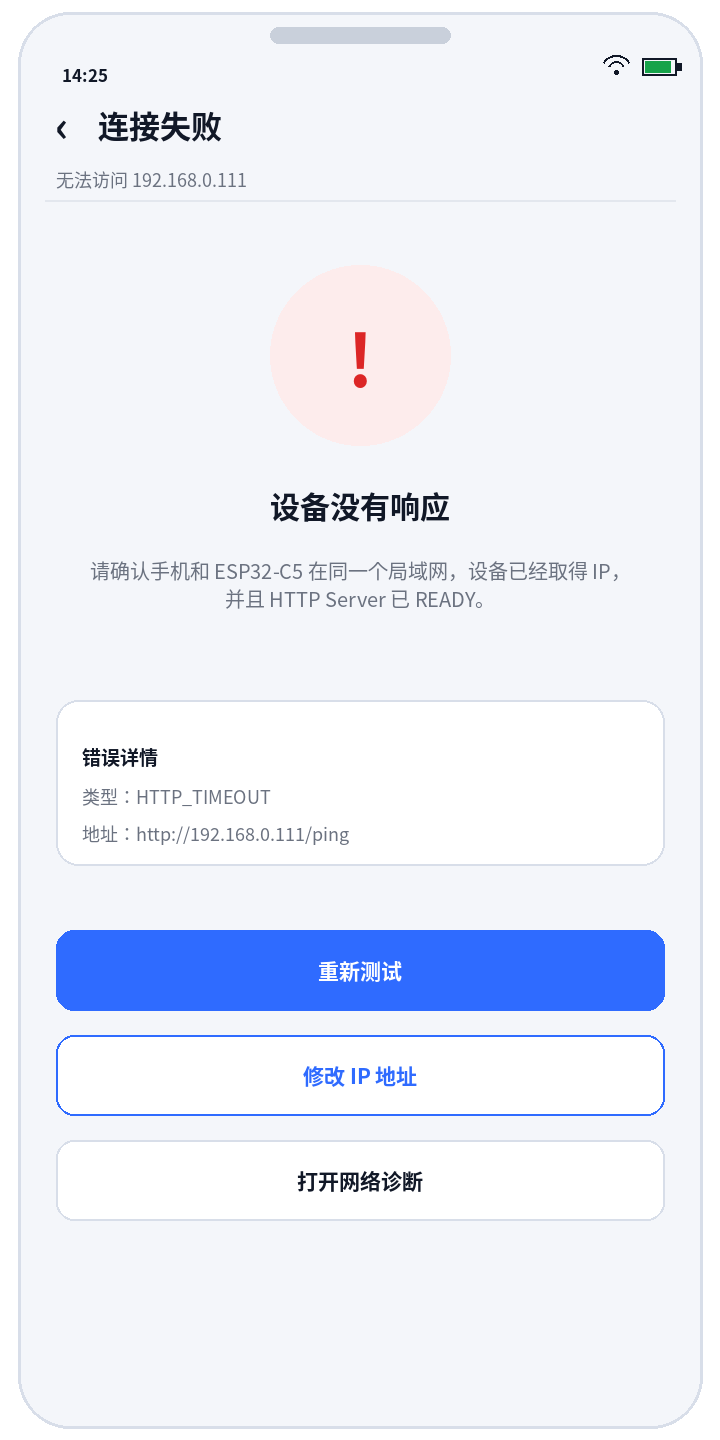 14:25
‹ 连接失败
无法访问 192.168.0.111
!
设备没有响应
请确认手机和 ESP32-C5 在同一个局域网，设备已经取得 IP，
并且 HTTP Server 已 READY。
错误详情
类型：HTTP_TIMEOUT
地址：http://192.168.0.111/ping
重新测试
修改 IP 地址
打开网络诊断